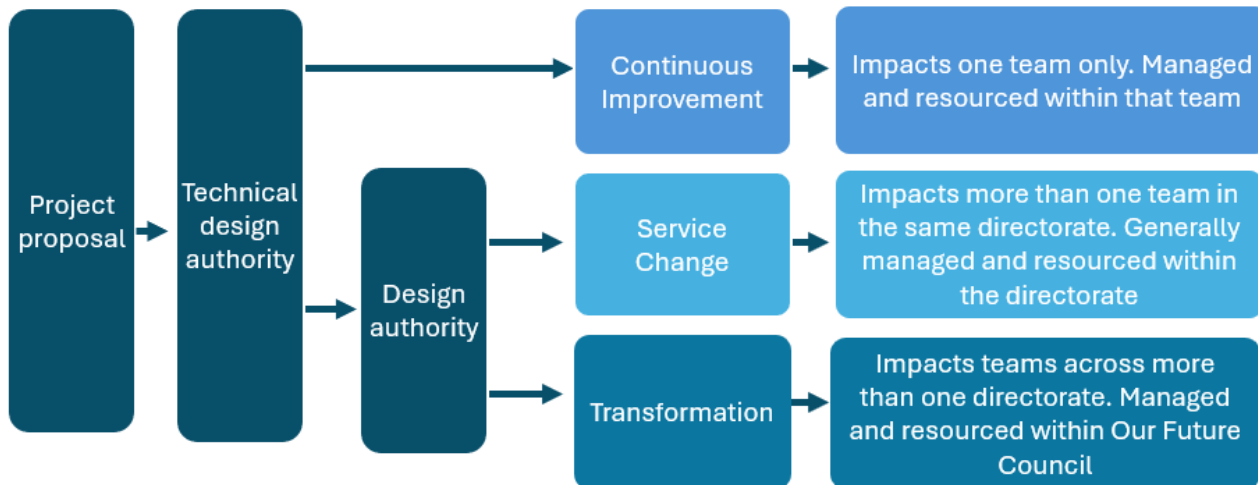 Project
proposal
Technical
design
authority
Design
authority
Continuous
Improvement
Impacts one team only. Managed
and resourced within that team
Service
Change
Impacts more than one team in
the same directorate. Generally
managed and resourced within
the directorate
Transformation
Impacts teams across more
than one directorate. Managed
and resourced within Our Future
Council